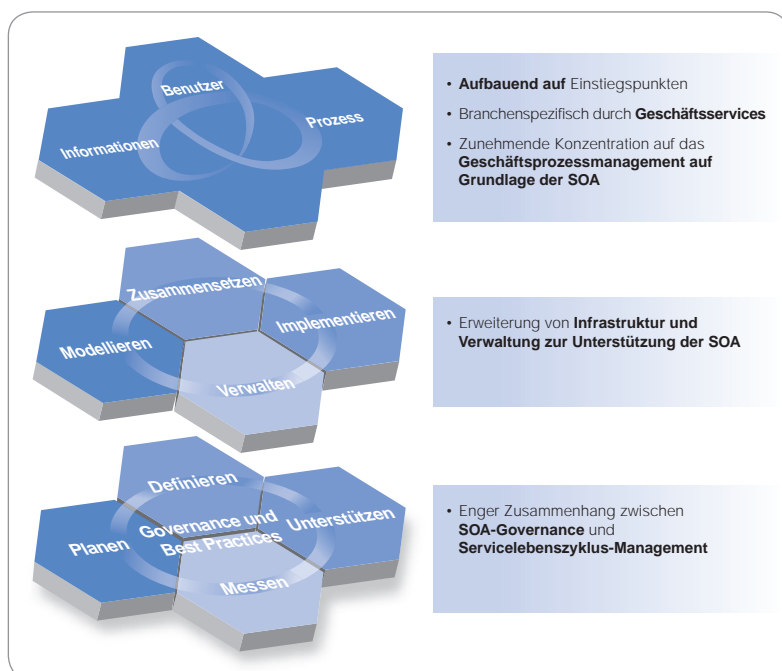 Benutzer
Prozess
Informationen
• Aufbauend auf Einstiegspunkten
• Branchenspezifisch durch Geschäftsservices
• Zunehmende Konzentration auf das
Geschäftsprozessmanagement auf
Grundlage der SOA
Zusammensetzen
Implementieren
Modellieren
Verwalten
• Erweiterung von Infrastruktur und
Verwaltung zur Unterstützung der SOA
Definieren
Unterstützen
Governance und
Best Practices
Planen
Messen
• Enger Zusammenhang zwischen
SOA-Governance und
Servicelebenszyklus-Management